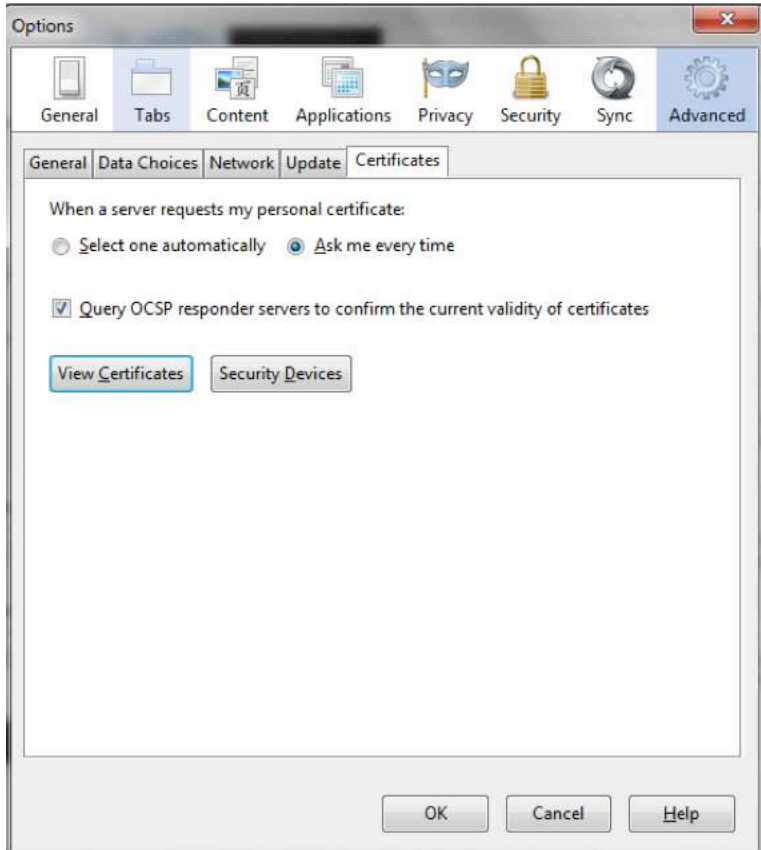 Options
General Tabs Content Applications Privacy Security Sync Advanced
General Data Choices Network Update Certificates
When a server requests my personal certificate:
Select one automatically Ask me every time
Query OCSP responder servers to confirm the current validity of certificates
View Certificates Security Devices
OK Cancel Help